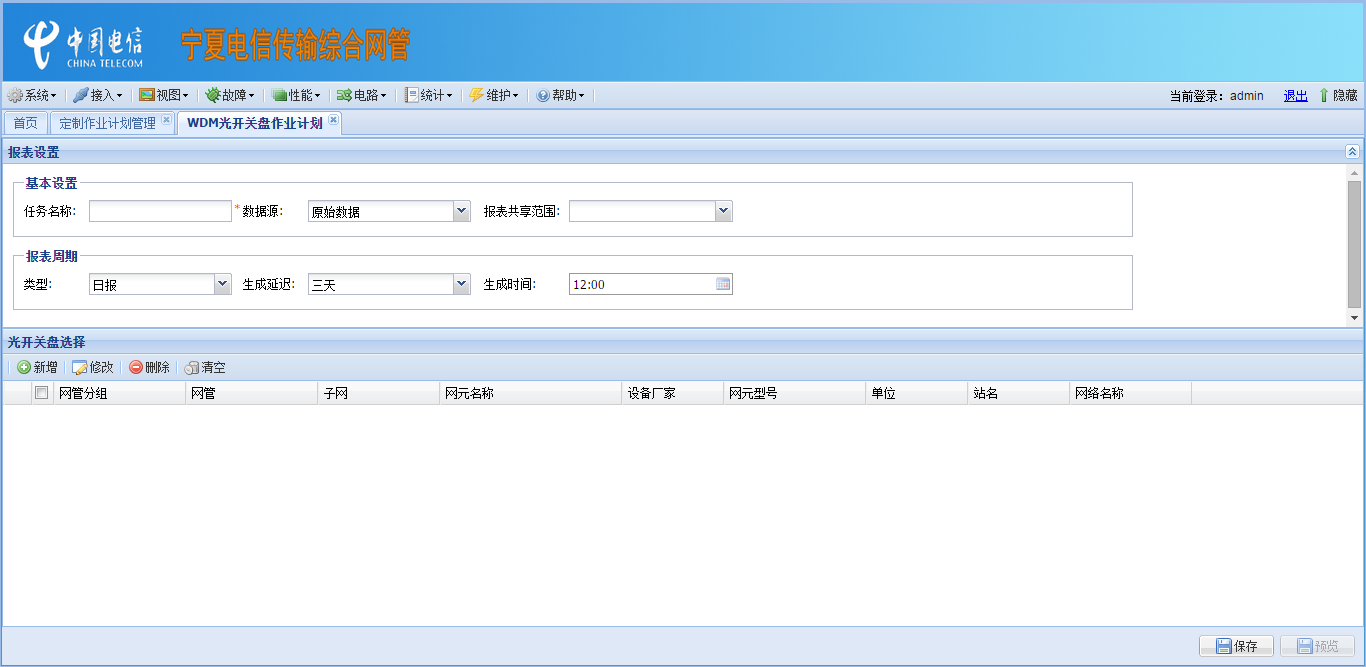 中国电信 宁夏电信传输综合网管
CHINA TELECOM
系统 接入 视图 故障 性能 电路 统计 维护 帮助 当前登录: admin 退出 隐藏
首页 定制作业计划管理 WDM光开关盘作业计划
报表设置
基本设置
任务名称: * 数据源: 原始数据 报表共享范围:
报表周期
类型: 日报 生成延迟: 三天 生成时间: 12:00
光开关盘选择
新增 修改 删除 清空
网管分组 网管 子网 网元名称 设备厂家 网元型号 单位 站名 网络名称
保存 预览